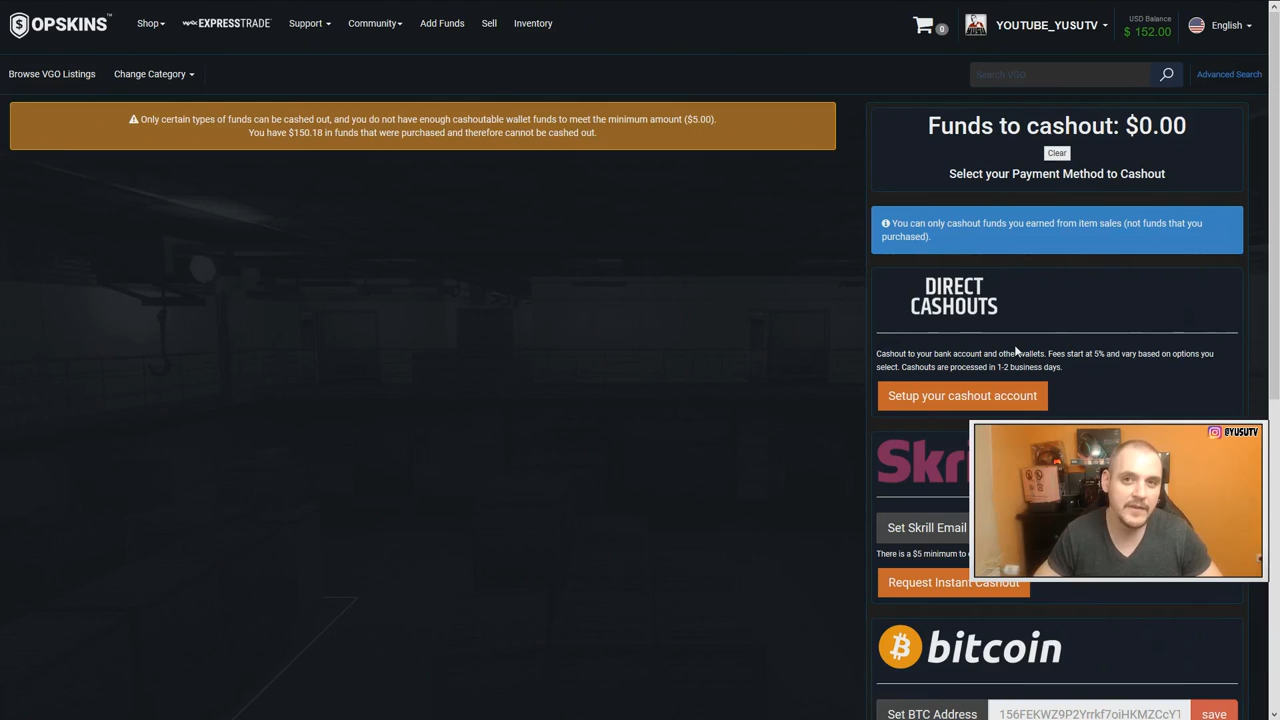 OPSKINS™
Shop
EXPRESSTRADE
Support
Community
Add Funds
Sell
Inventory
0
YOUTUBE_YUSUTV
USD Balance
$ 152.00
English
Browse VGO Listings
Change Category
Search VGO
Advanced Search
Only certain types of funds can be cashed out, and you do not have enough cashoutable wallet funds to meet the minimum amount ($5.00).
You have $150.18 in funds that were purchased and therefore cannot be cashed out.
Funds to cashout: $0.00
Clear
Select your Payment Method to Cashout
You can only cashout funds you earned from item sales (not funds that you
purchased).
DIRECT
CASHOUTS
Cashout to your bank account and other wallets. Fees start at 5% and vary based on options you
select. Cashouts are processed in 1-2 business days.
Setup your cashout account
@YUSUTV
Skri
Set Skrill Email
There is a $5 minimum to
Request Instant Cashout
bitcoin
Set BTC Address
156FEKWZ9P2Yrrkf7oiHKMZCcY1
save